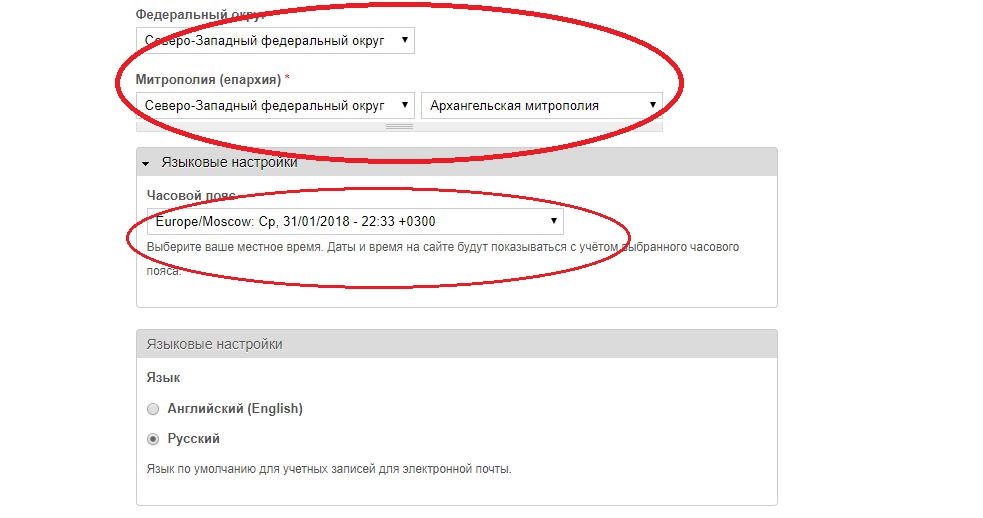 Федеральный округ
Северо-Западный федеральный округ
Митрополия (епархия) *
Северо-Западный федеральный округ Архангельская митрополия
Языковые настройки
Часовой пояс
Europe/Moscow: Ср, 31/01/2018 - 22:33 +0300
Выберите ваше местное время. Даты и время на сайте будут показываться с учётом выбранного часового
пояса.
Языковые настройки
Язык
Английский (English)
Русский
Язык по умолчанию для учетных записей для электронной почты.